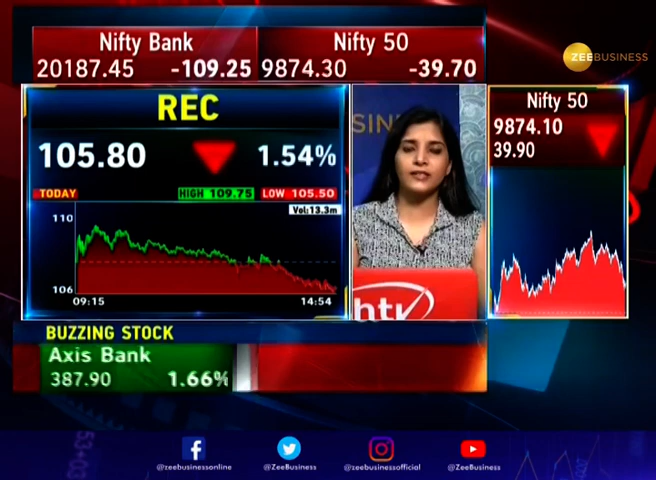 Nifty Bank
20187.45 -109.25
Nifty 50
9874.30 -39.70
ZEEBUSINESS
REC
105.80 1.54%
TODAY HIGH 109.75 LOW 105.50
Vol:13.3m
110
106
09:15 14:54
SIN
htv
Nifty 50
9874.10
39.90
BUZZING STOCK
Axis Bank
387.90 1.66%
@zeebusinessonline
@ZeeBusiness
@zeebusinessofficial
@ZeeBusiness